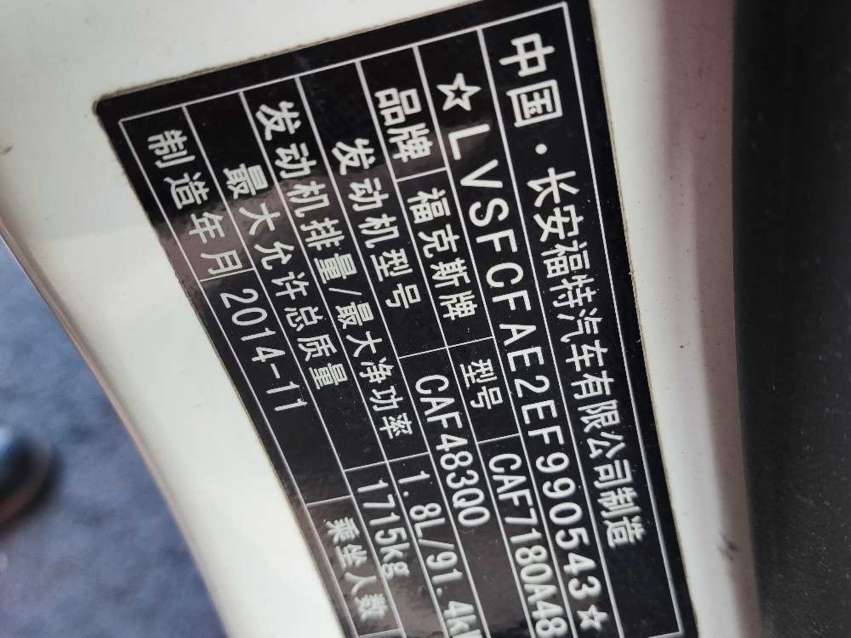 中国·长安福特汽车有限公司制造
☆LVSFCFAE2EF990543☆
品牌 福克斯牌 型号 CAF7180A48
发动机型号 CAF483Q0
发动机排量/最大净功率 1.8L/91.4k
最大允许总质量 1715kg 乘坐人数
制造年月 2014-11